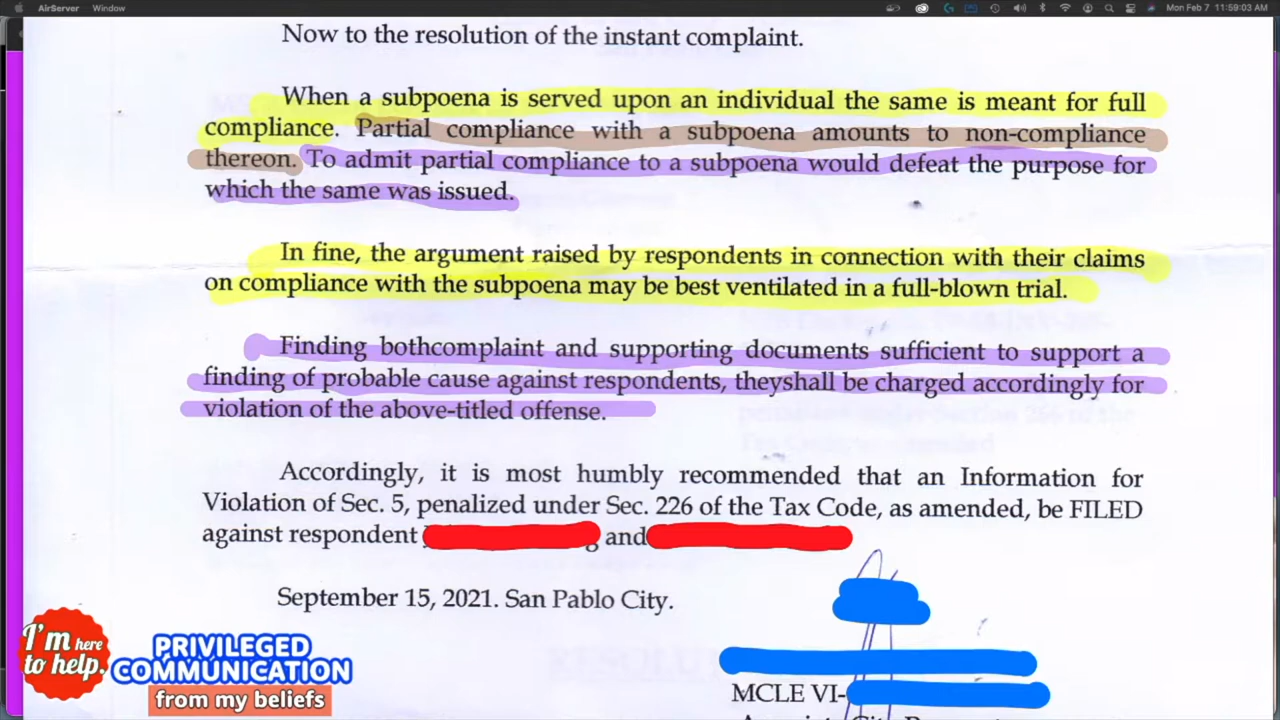 AirServer Window Mon Feb 7 11:59:03 AM
Now to the resolution of the instant complaint.
When a subpoena is served upon an individual the same is meant for full
compliance. Partial compliance with a subpoena amounts to non-compliance
thereon. To admit partial compliance to a subpoena would defeat the purpose for
which the same was issued.
In fine, the argument raised by respondents in connection with their claims
on compliance with the subpoena may be best ventilated in a full-blown trial.
Finding bothcomplaint and supporting documents sufficient to support a
finding of probable cause against respondents, theyshall be charged accordingly for
violation of the above-titled offense.
Accordingly, it is most humbly recommended that an Information for
Violation of Sec. 5, penalized under Sec. 226 of the Tax Code, as amended, be FILED
against respondent and
September 15, 2021. San Pablo City.
I'm here
to help.
PRIVILEGED
COMMUNICATION
from my beliefs
MCLE VI-